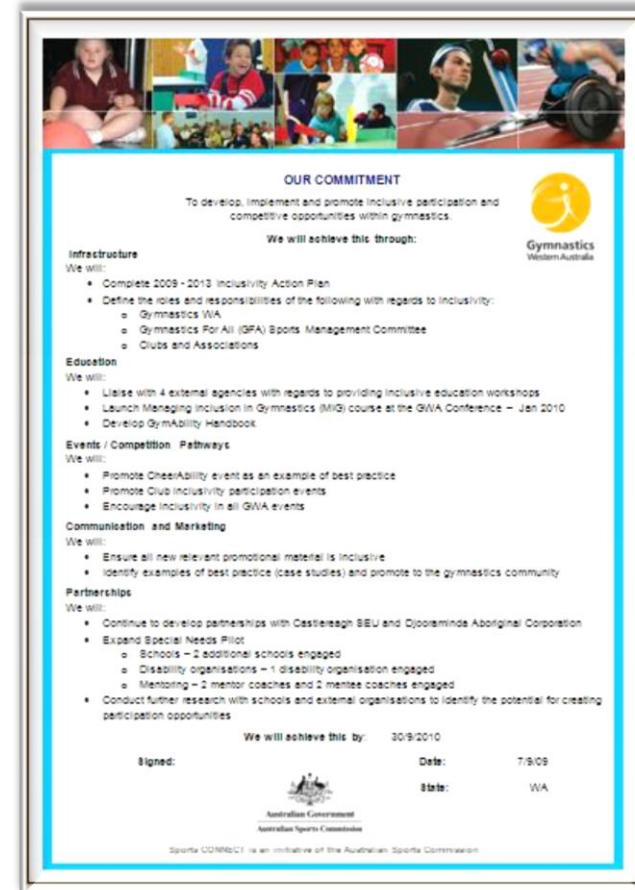 OUR COMMITMENT
To develop, implement and promote inclusive participation and
competitive opportunities within gymnastics.
We will achieve this through:
Gymnastics
Western Australia
Infrastructure
We will:
• Complete 2009 - 2013 Inclusivity Action Plan
• Define the roles and responsibilities of the following with regards to inclusivity:
o Gymnastics WA
o Gymnastics For All (GFA) Sports Management Committee
o Clubs and Associations
Education
We will:
• Liaise with 4 external agencies with regards to providing inclusive education workshops
• Launch Managing Inclusion in Gymnastics (MIG) course at the GWA Conference – Jan 2010
• Develop GymAbility Handbook
Events / Competition Pathways
We will:
• Promote CheerAbility event as an example of best practice
• Promote Club inclusivity participation events
• Encourage inclusivity in all GWA events
Communication and Marketing
We will:
• Ensure all new relevant promotional material is inclusive
• Identify examples of best practice (case studies) and promote to the gymnastics community
Partnerships
We will:
• Continue to develop partnerships with Castlereagh SEU and Djooraminda Aboriginal Corporation
• Expand Special Needs Pilot
o Schools – 2 additional schools engaged
o Disability organisations – 1 disability organisation engaged
o Mentoring – 2 mentor coaches and 2 mentee coaches engaged
• Conduct further research with schools and external organisations to identify the potential for creating
participation opportunities
We will achieve this by: 30/9/2010
Signed: Date: 7/9/09
State: WA
Australian Government
Australian Sports Commission
Sports CONNECT is an initiative of the Australian Sports Commission